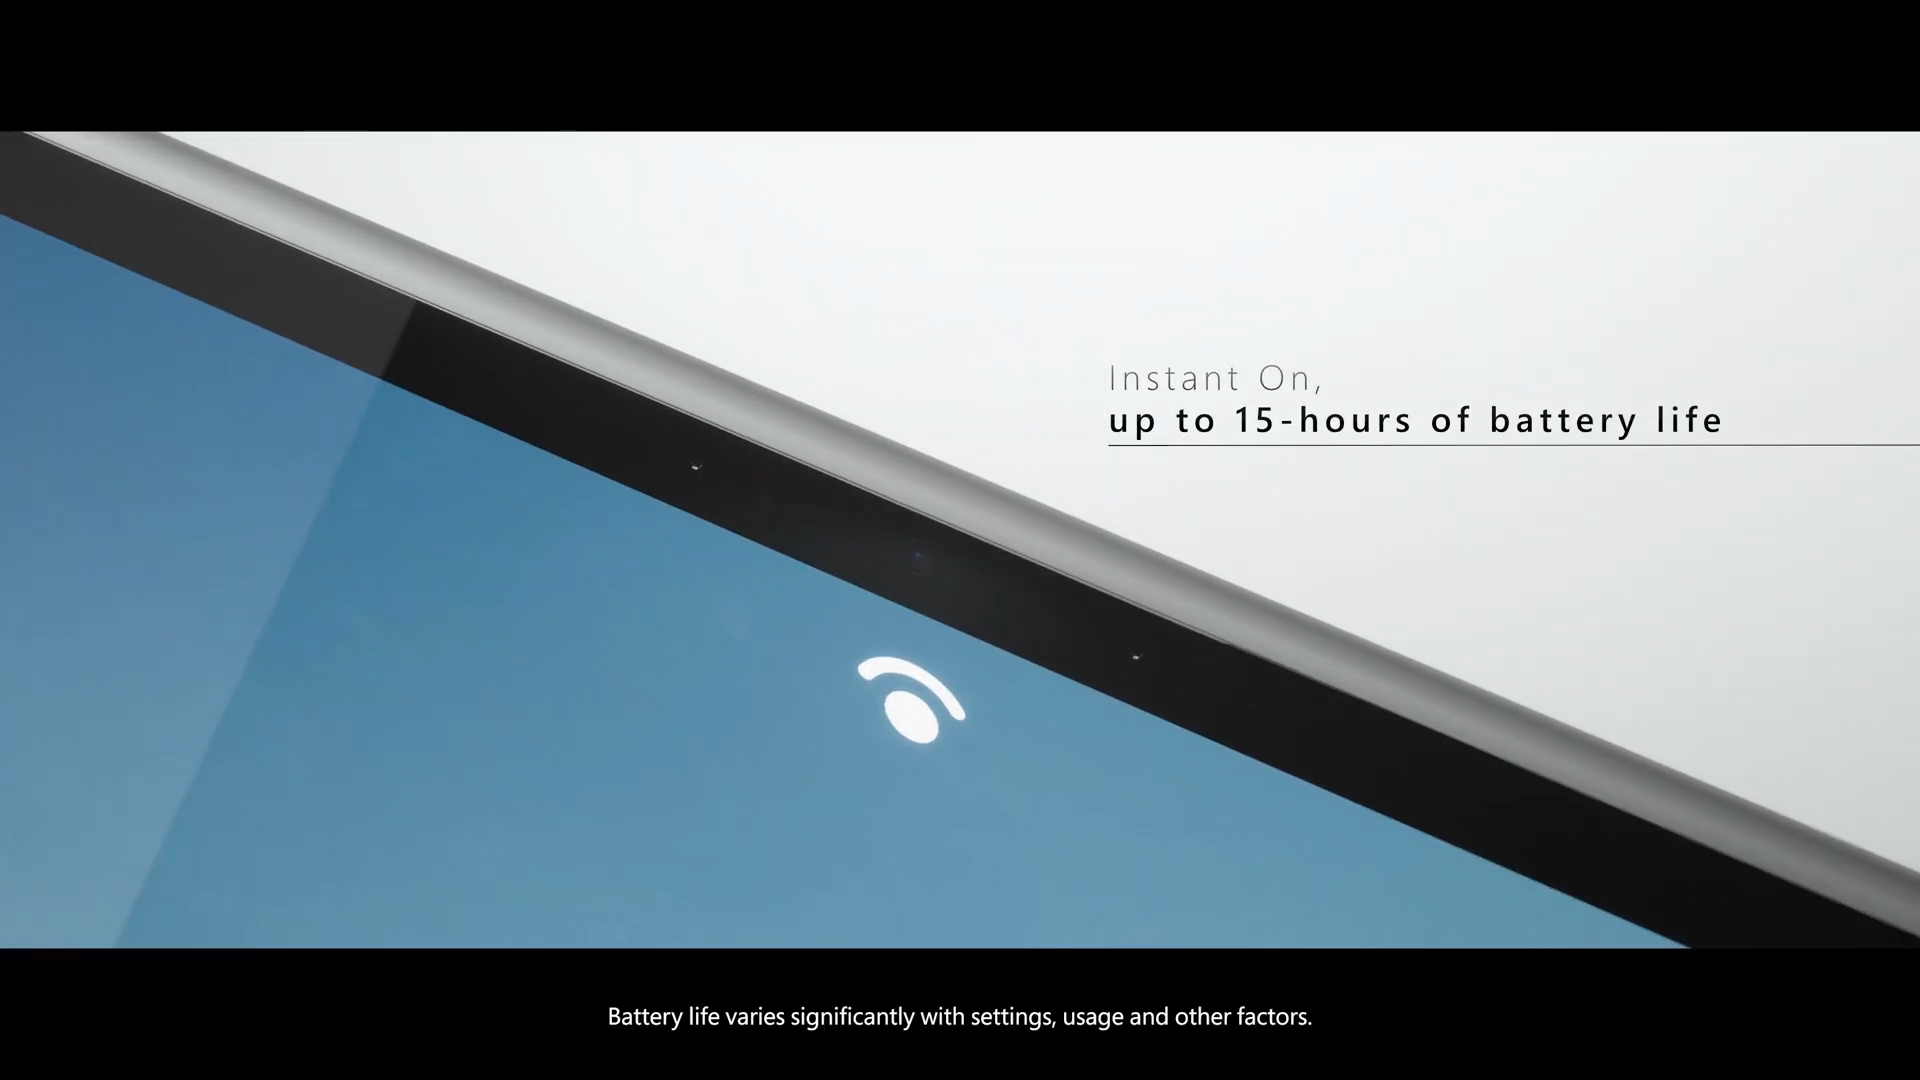 Instant On,
up to 15-hours of battery life
Battery life varies significantly with settings, usage and other factors.